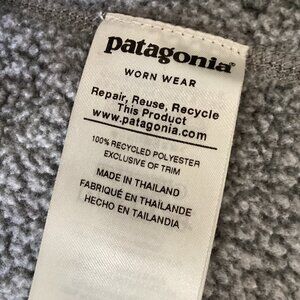 patagonia®
WORN WEAR
Repair, Reuse, Recycle
This Product
www.patagonia.com
100% RECYCLED POLYESTER
EXCLUSIVE OF TRIM
MADE IN THAILAND
FABRIQUÉ EN THAÏLANDE
HECHO EN TAILANDIA